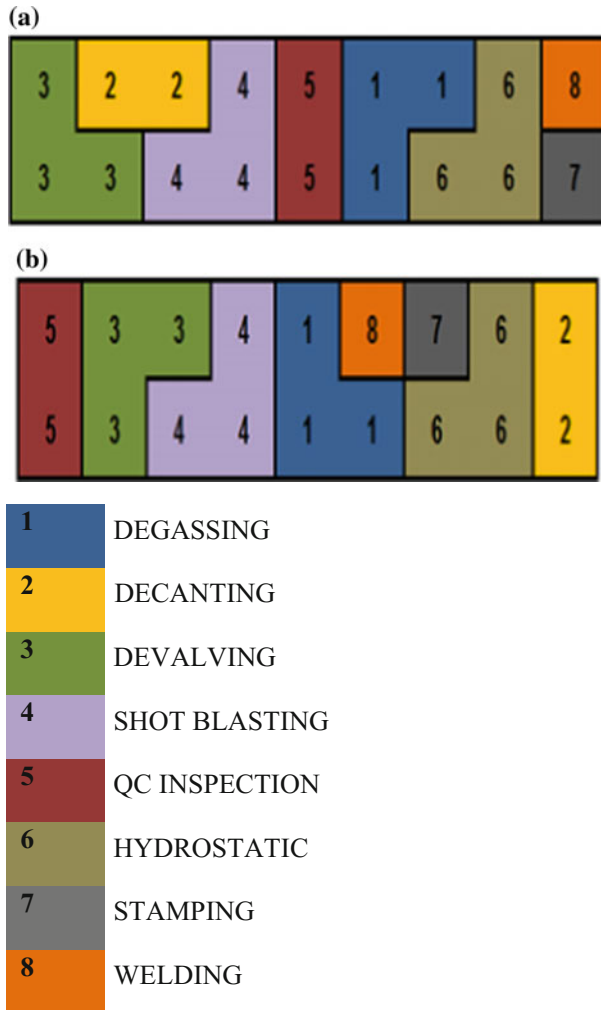 (a)
3 2 2 4 5 1 1 6 8
3 3 4 4 5 1 6 6 7
(b)
5 3 3 4 1 8 7 6 2
5 3 4 4 1 1 6 6 2
1 DEGASSING
2 DECANTING
3 DEVALVING
4 SHOT BLASTING
5 QC INSPECTION
6 HYDROSTATIC
7 STAMPING
8 WELDING